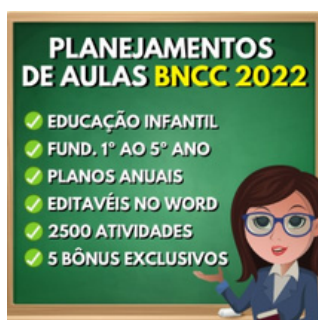 PLANEJAMENTOS
DE AULAS BNCC 2022
EDUCAÇÃO INFANTIL
FUND. 1º AO 5º ANO
PLANOS ANUAIS
EDITAVÉIS NO WORD
2500 ATIVIDADES
5 BÔNUS EXCLUSIVOS